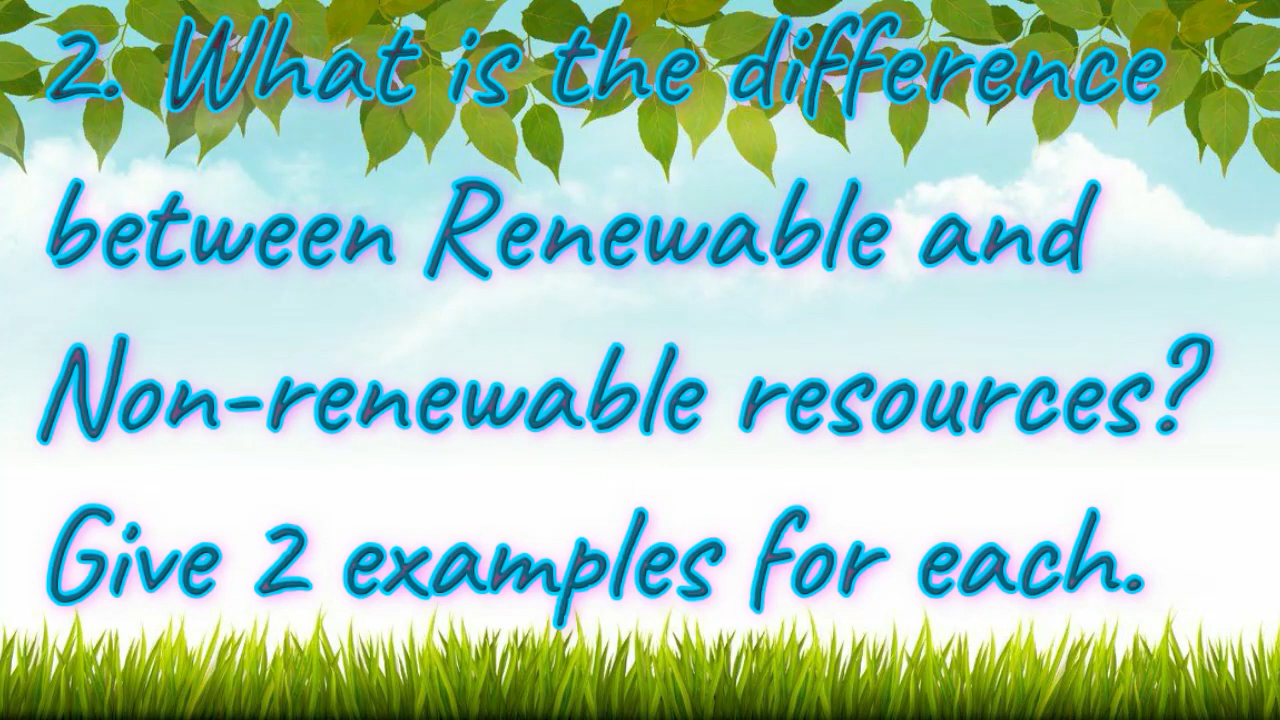 2. What is the difference
between Renewable and
Non-renewable resources?
Give 2 examples for each.